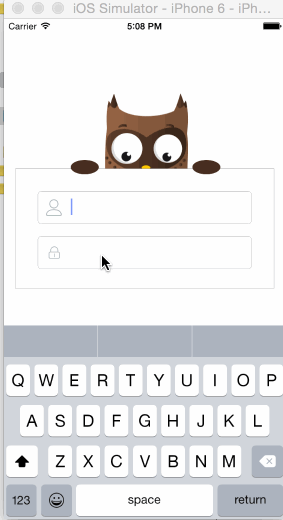 iOS Simulator - iPhone 6 - iPh...
Carrier 5:08 PM
Q W E R T Y U I O P
A S D F G H J K L
Z X C V B N M
123 space return